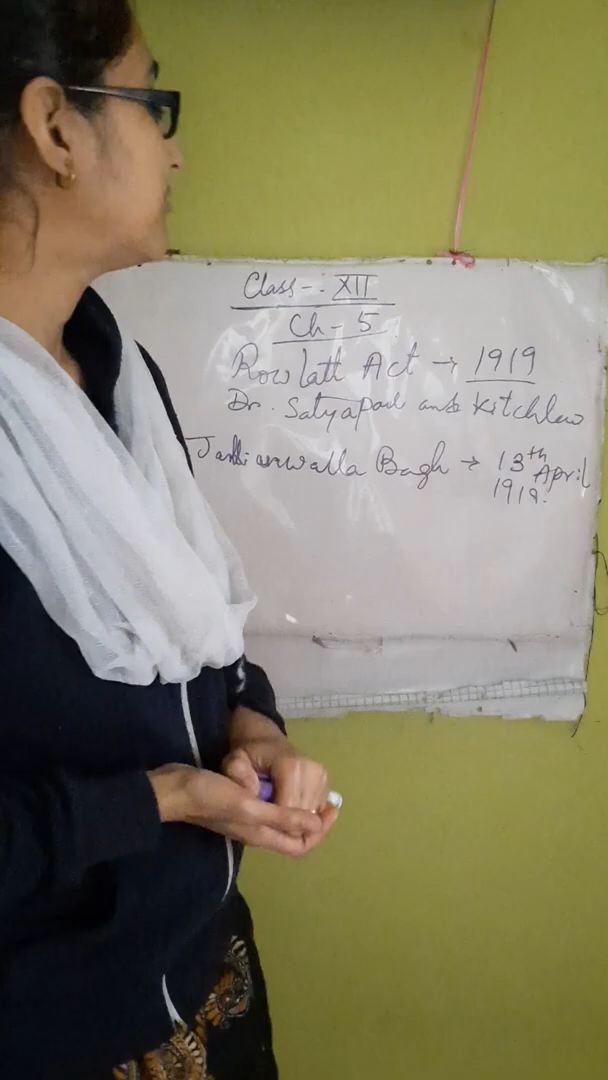 Class -: XII
Ch - 5
Rowlatt Act → 1919
Dr. Satyapal and Kitchlew
Jallianwalla Bagh → 13th April
1919.